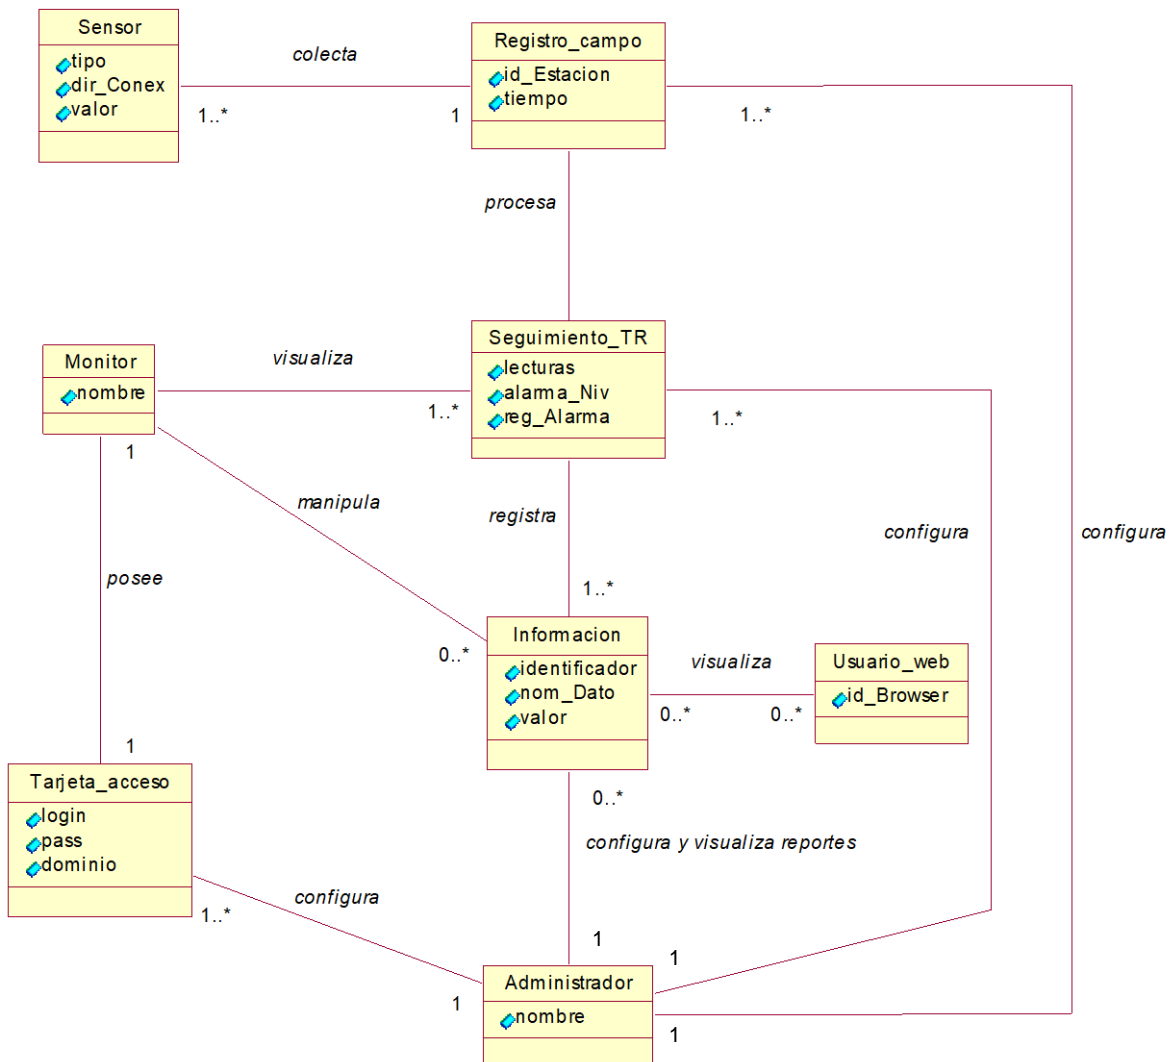 Sensor
tipo
dir_Conex
valor
colecta
1..*
1
Registro_campo
id_Estacion
tiempo
1..*
procesa
Monitor
nombre
1
visualiza
1..*
Seguimiento_TR
lecturas
alarma_Niv
reg_Alarma
1..*
manipula
registra
configura
configura
posee
1..*
0..*
Informacion
identificador
nom_Dato
valor
visualiza
0..*
0..*
Usuario_web
id_Browser
1
Tarjeta_acceso
login
pass
dominio
0..*
configura y visualiza reportes
configura
1..*
1
1
1
1
Administrador
nombre